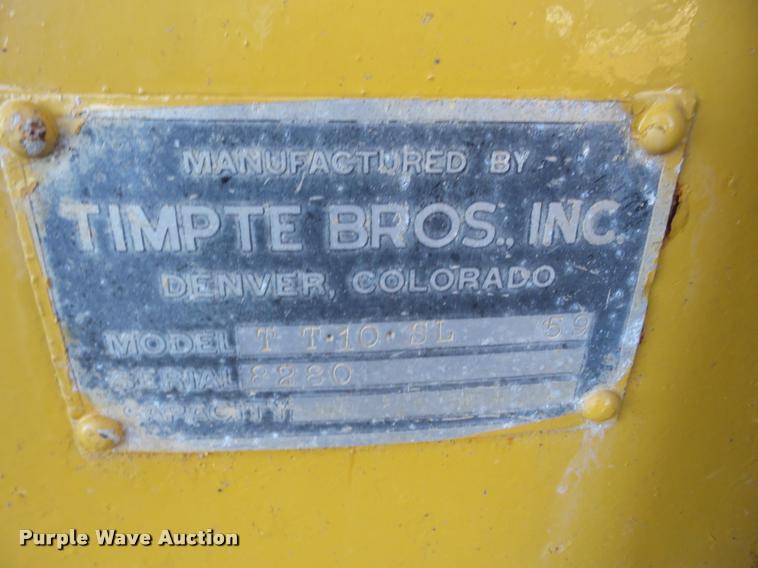 MANUFACTURED BY
TIMPTE BROS., INC.
DENVER, COLORADO
MODEL T T·10·SL 59
SERIAL 8280
CAPACITY
Purple Wave Auction